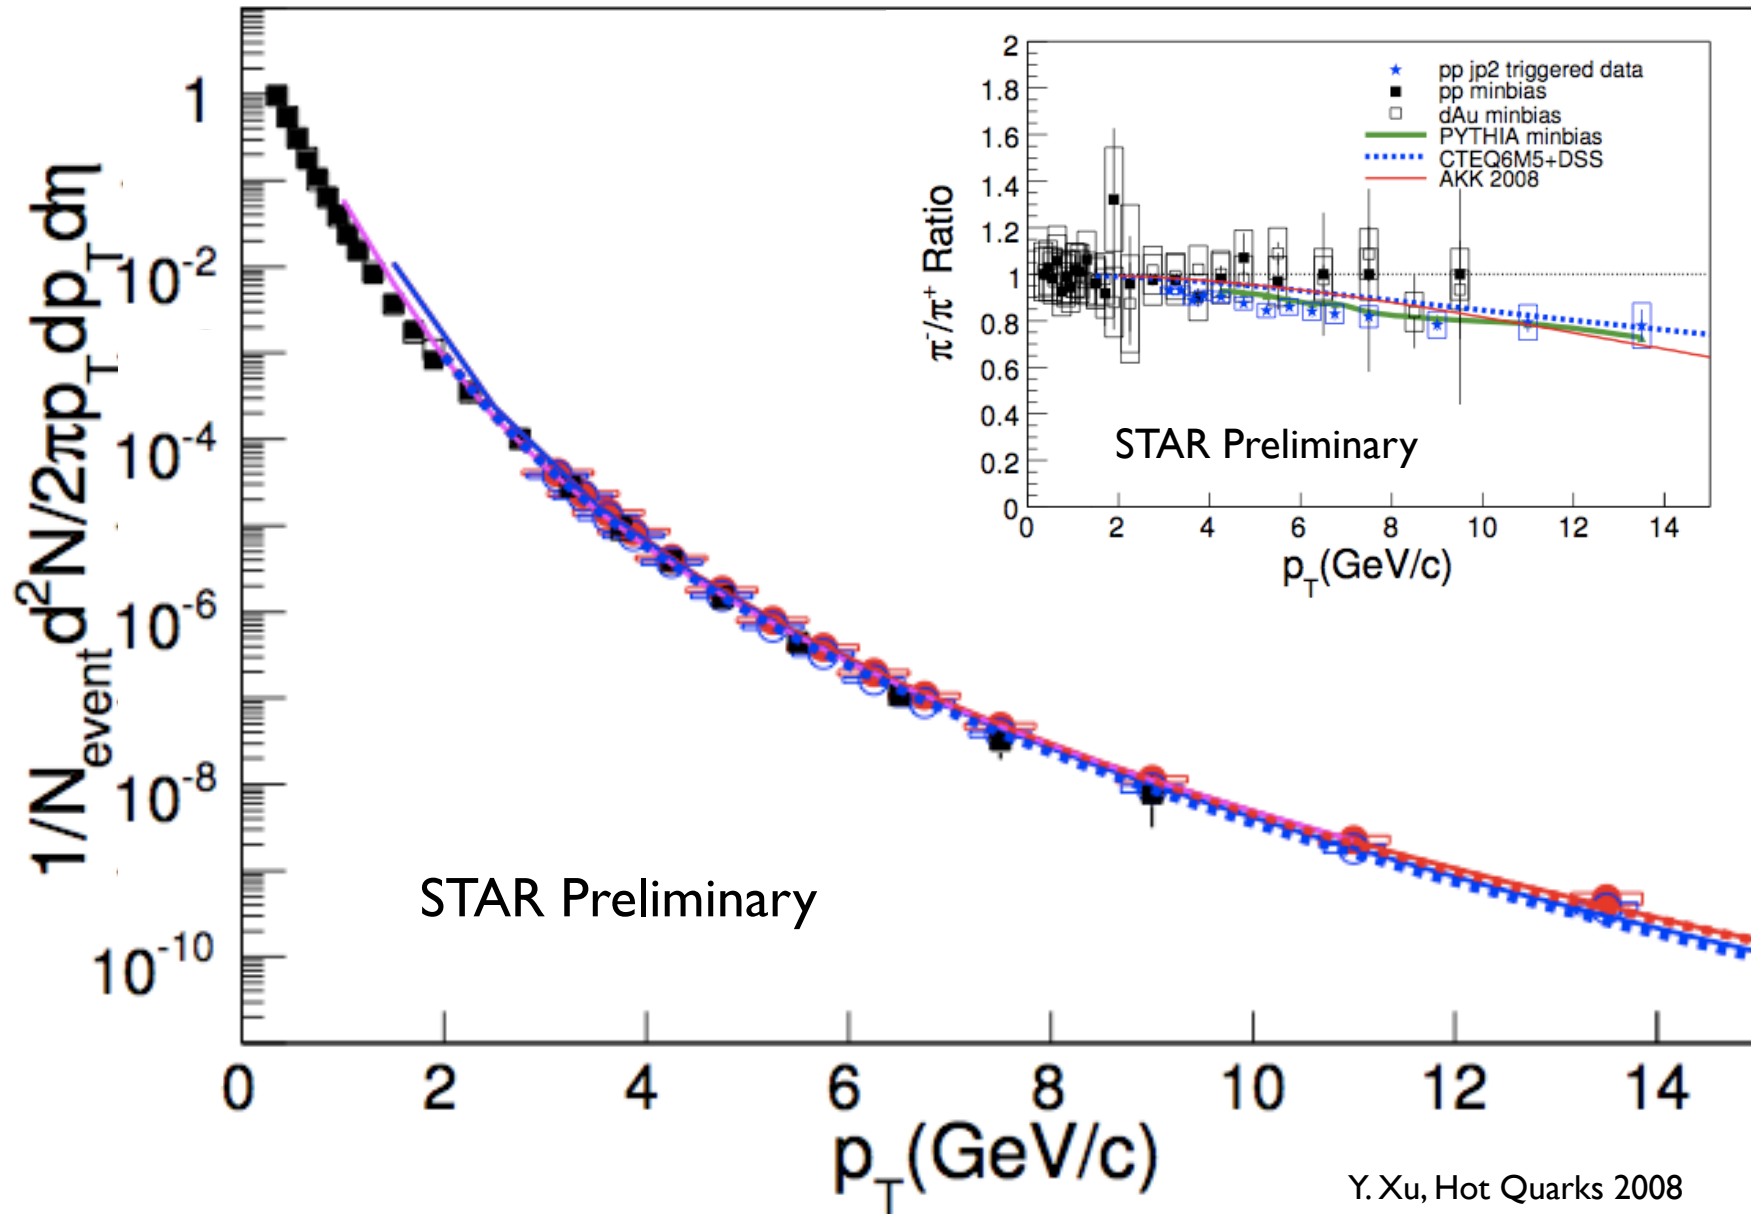 1/N_event d²N/2πp_T dp_T dη
1
10⁻²
10⁻⁴
10⁻⁶
10⁻⁸
10⁻¹⁰
0 2 4 6 8 10 12 14
p_T(GeV/c)
STAR Preliminary
π⁻/π⁺ Ratio
2
1.8
1.6
1.4
1.2
1
0.8
0.6
0.4
0.2
0
pp jp2 triggered data
pp minbias
dAu minbias
PYTHIA minbias
CTEQ6M5+DSS
AKK 2008
STAR Preliminary
0 2 4 6 8 10 12 14
p_T(GeV/c)
Y. Xu, Hot Quarks 2008